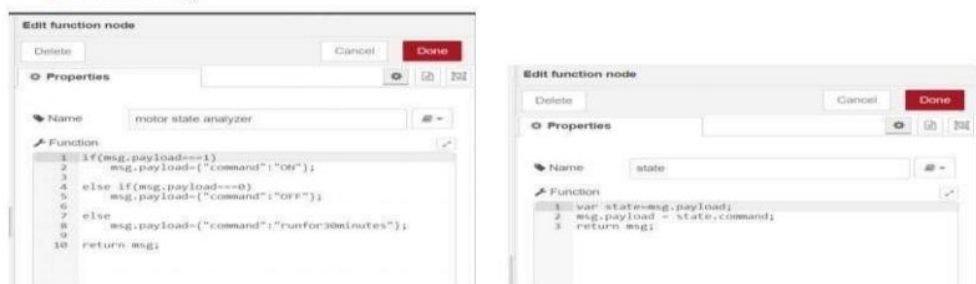 Edit function node
Delete Cancel Done
Properties
Name motor state analyzer
Function
1 if(msg.payload===1)
2 msg.payload={"command":"ON"};
3
4 else if(msg.payload===0)
5 msg.payload={"command":"OFF"};
6
7 else
8 msg.payload={"command":"runfor30minutes"};
9
10 return msg;
Edit function node
Delete Cancel Done
Properties
Name state
Function
1 var state=msg.payload;
2 msg.payload = state.command;
3 return msg;